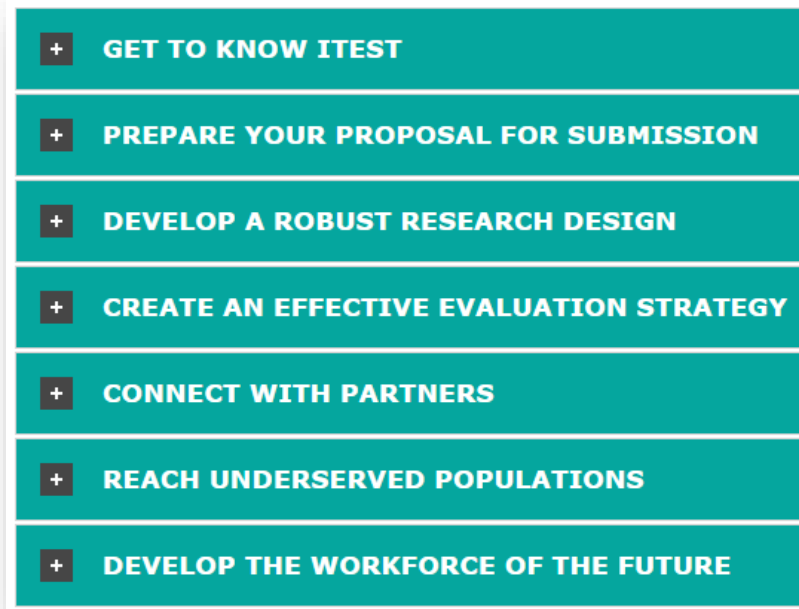 GET TO KNOW ITEST
PREPARE YOUR PROPOSAL FOR SUBMISSION
DEVELOP A ROBUST RESEARCH DESIGN
CREATE AN EFFECTIVE EVALUATION STRATEGY
CONNECT WITH PARTNERS
REACH UNDERSERVED POPULATIONS
DEVELOP THE WORKFORCE OF THE FUTURE